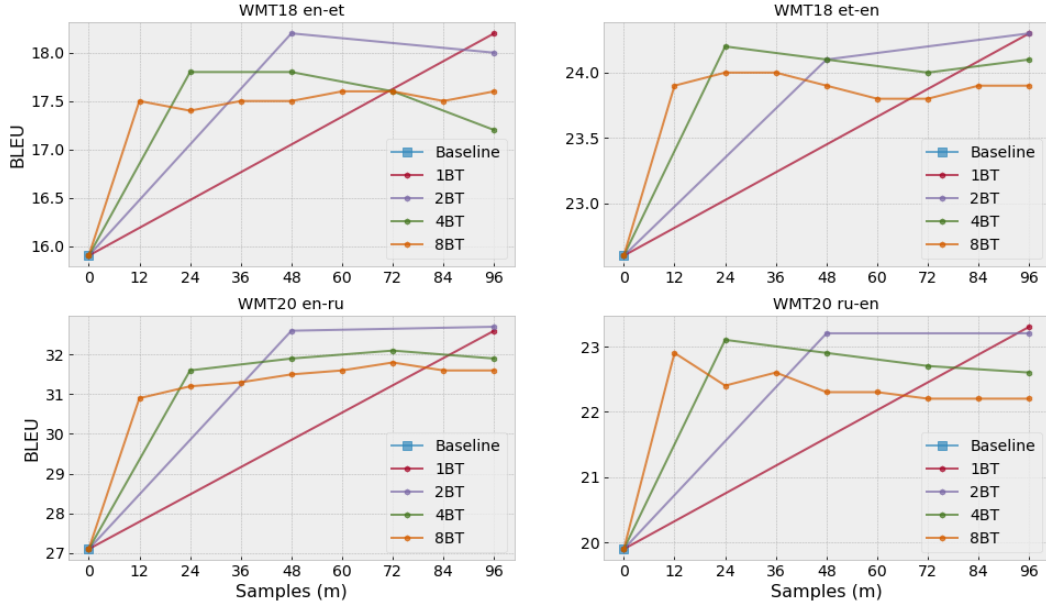 WMT18 en-et
BLEU
18.0
17.5
17.0
16.5
16.0
0 12 24 36 48 60 72 84 96
Baseline
1BT
2BT
4BT
8BT
WMT18 et-en
24.0
23.5
23.0
0 12 24 36 48 60 72 84 96
Baseline
1BT
2BT
4BT
8BT
WMT20 en-ru
BLEU
32
31
30
29
28
27
0 12 24 36 48 60 72 84 96
Samples (m)
Baseline
1BT
2BT
4BT
8BT
WMT20 ru-en
23
22
21
20
0 12 24 36 48 60 72 84 96
Samples (m)
Baseline
1BT
2BT
4BT
8BT